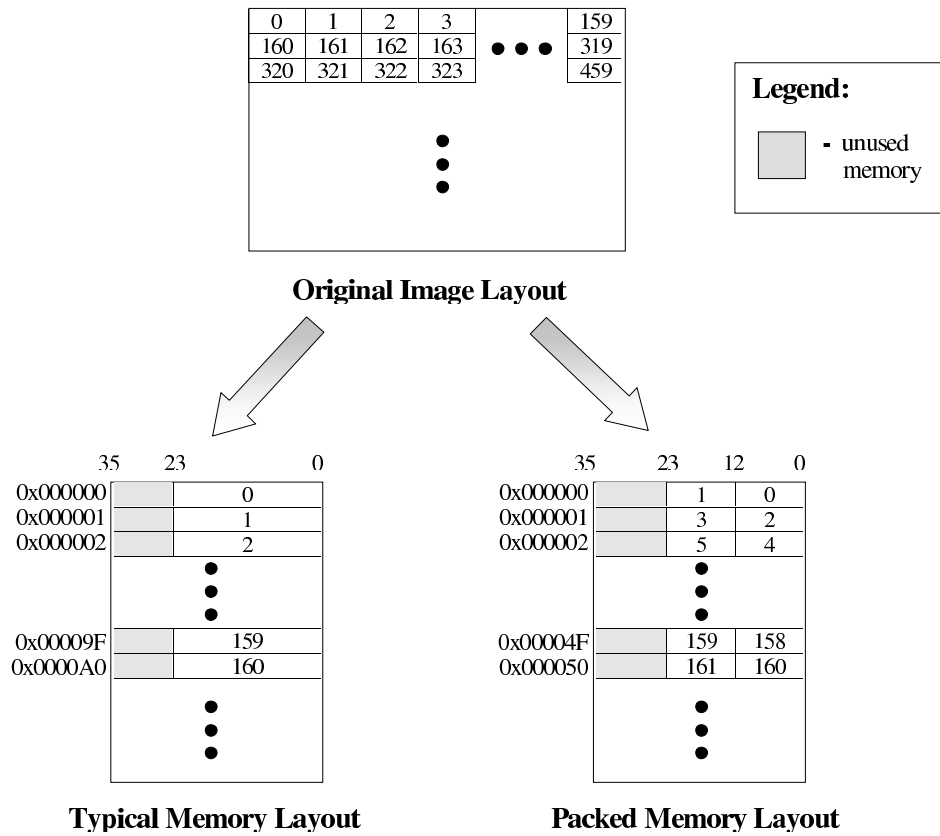 0 1 2 3 159
160 161 162 163 319
320 321 322 323 459
Legend:
- unused
memory
Original Image Layout
35 23 0
0x000000 0
0x000001 1
0x000002 2
0x00009F 159
0x0000A0 160
Typical Memory Layout
35 23 12 0
0x000000 1 0
0x000001 3 2
0x000002 5 4
0x00004F 159 158
0x000050 161 160
Packed Memory Layout